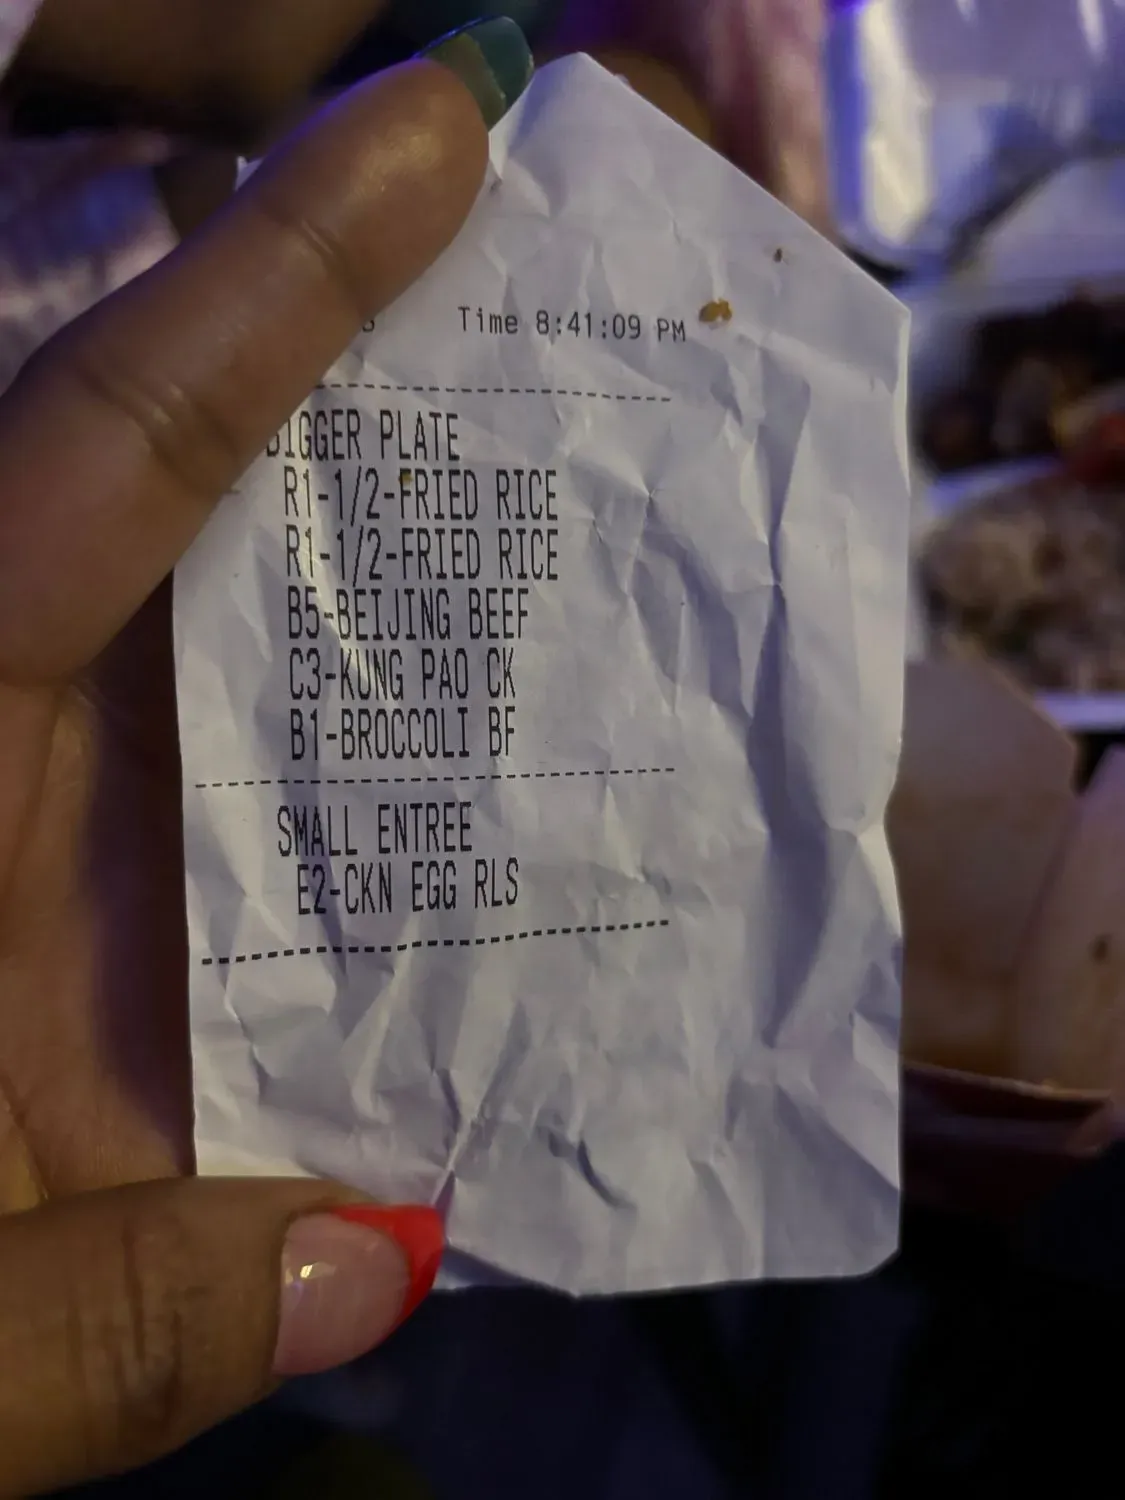 Time 8:41:09 PM
BIGGER PLATE
R1-1/2-FRIED RICE
R1-1/2-FRIED RICE
B5-BEIJING BEEF
C3-KUNG PAO CK
B1-BROCCOLI BF
SMALL ENTREE
E2-CKN EGG RLS